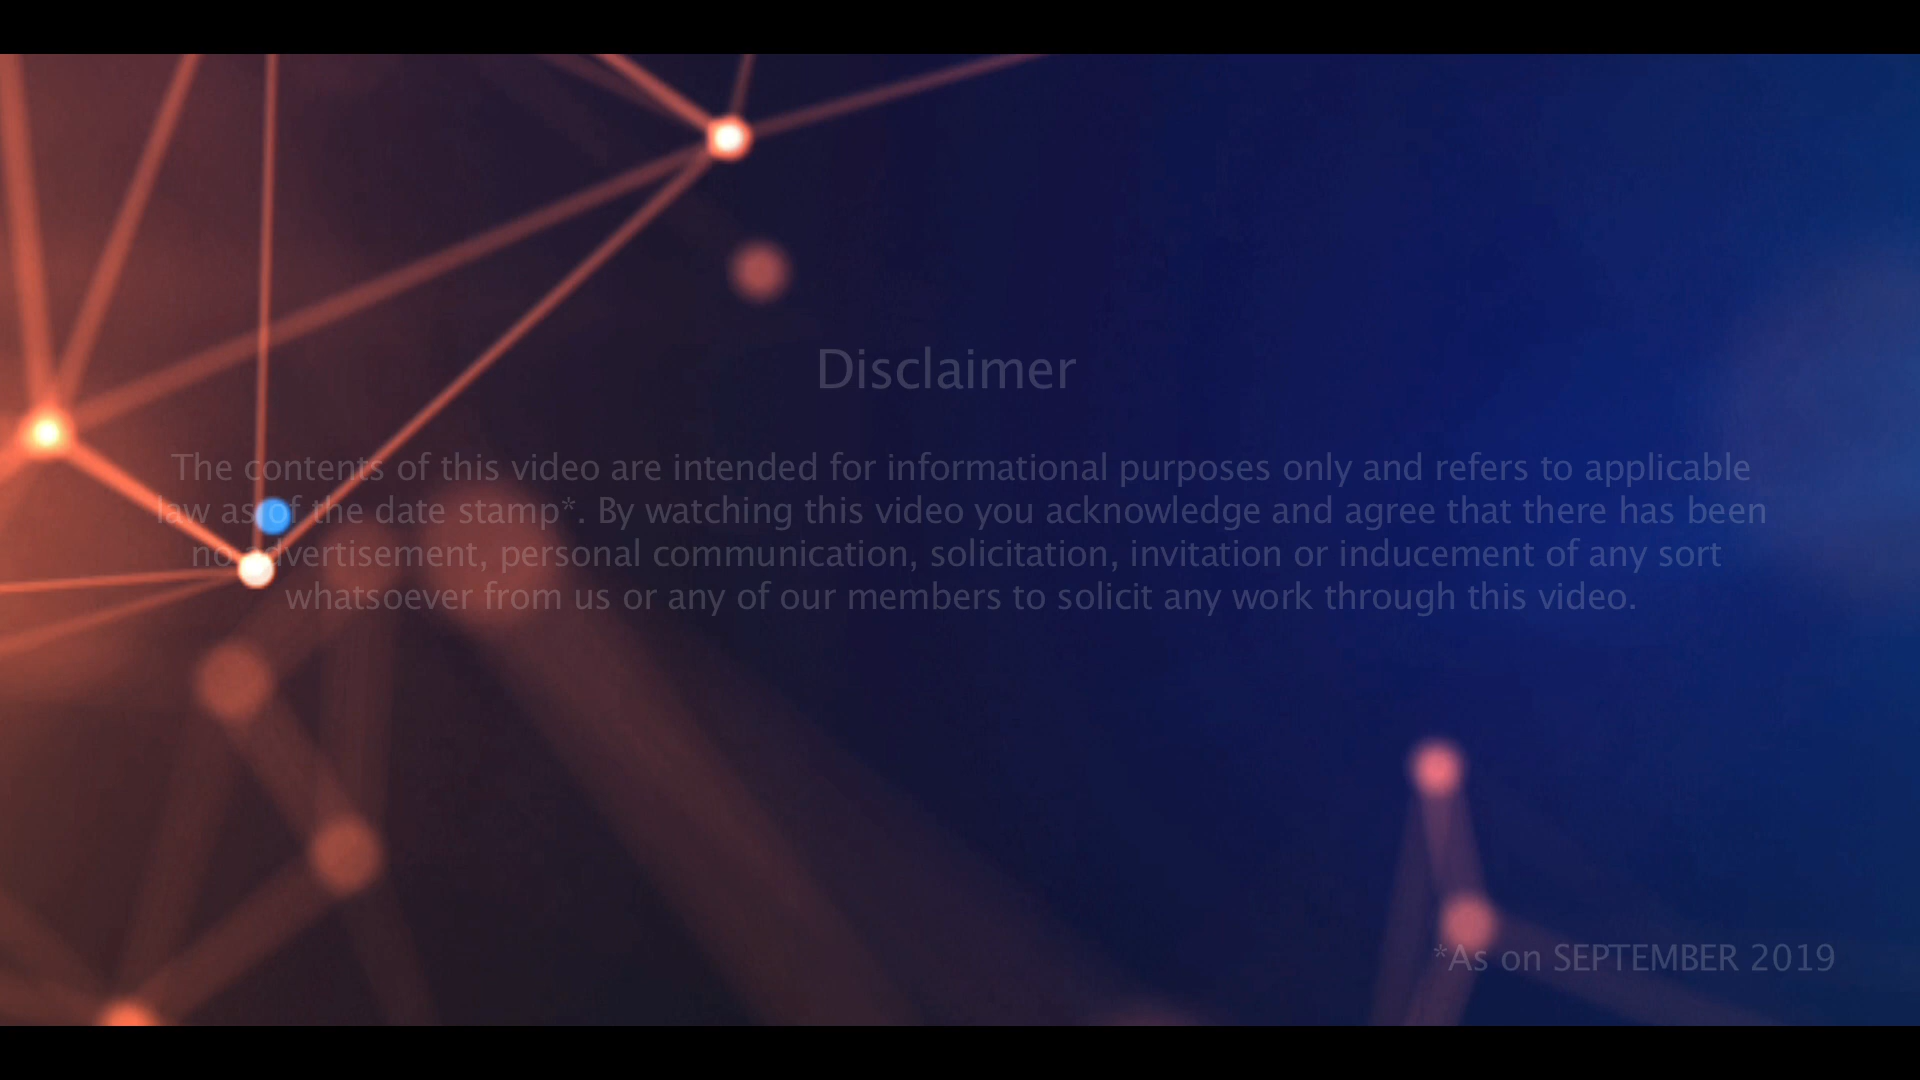 Disclaimer
The contents of this video are intended for informational purposes only and refers to applicable
law as of the date stamp*. By watching this video you acknowledge and agree that there has been
no advertisement, personal communication, solicitation, invitation or inducement of any sort
whatsoever from us or any of our members to solicit any work through this video.
*As on SEPTEMBER 2019